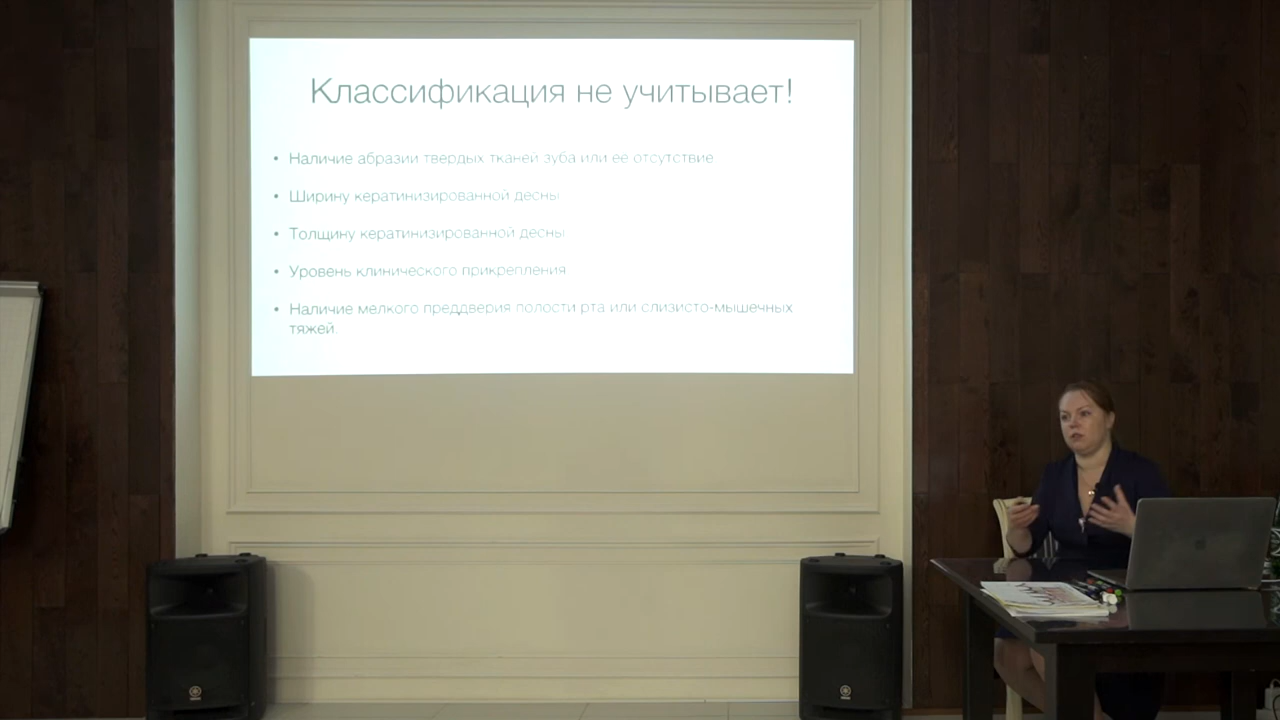 Классификация не учитывает!
• Наличие абразии твердых тканей зуба или ее отсутствие
• Ширину кератинизированной десны
• Толщину кератинизированной десны
• Уровень клинического прикрепления
• Наличие мелкого преддверия полости рта или слизисто-мышечных
тяжей.